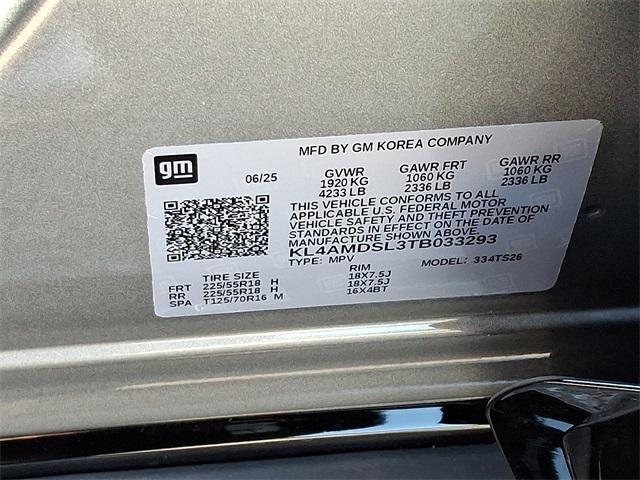 MFD BY GM KOREA COMPANY
gm
06/25 GVWR GAWR FRT GAWR RR
1920 KG 1060 KG 1060 KG
4233 LB 2336 LB 2336 LB
THIS VEHICLE CONFORMS TO ALL
APPLICABLE U.S. FEDERAL MOTOR
VEHICLE SAFETY AND THEFT PREVENTION
STANDARDS IN EFFECT ON THE DATE OF
MANUFACTURE SHOWN ABOVE.
KL4AMDSL3TB033293
TYPE: MPV MODEL: 334TS26
TIRE SIZE RIM
FRT 225/55R18 H 18X7.5J
RR 225/55R18 H 18X7.5J
SPA T125/70R16 M 16X4BT